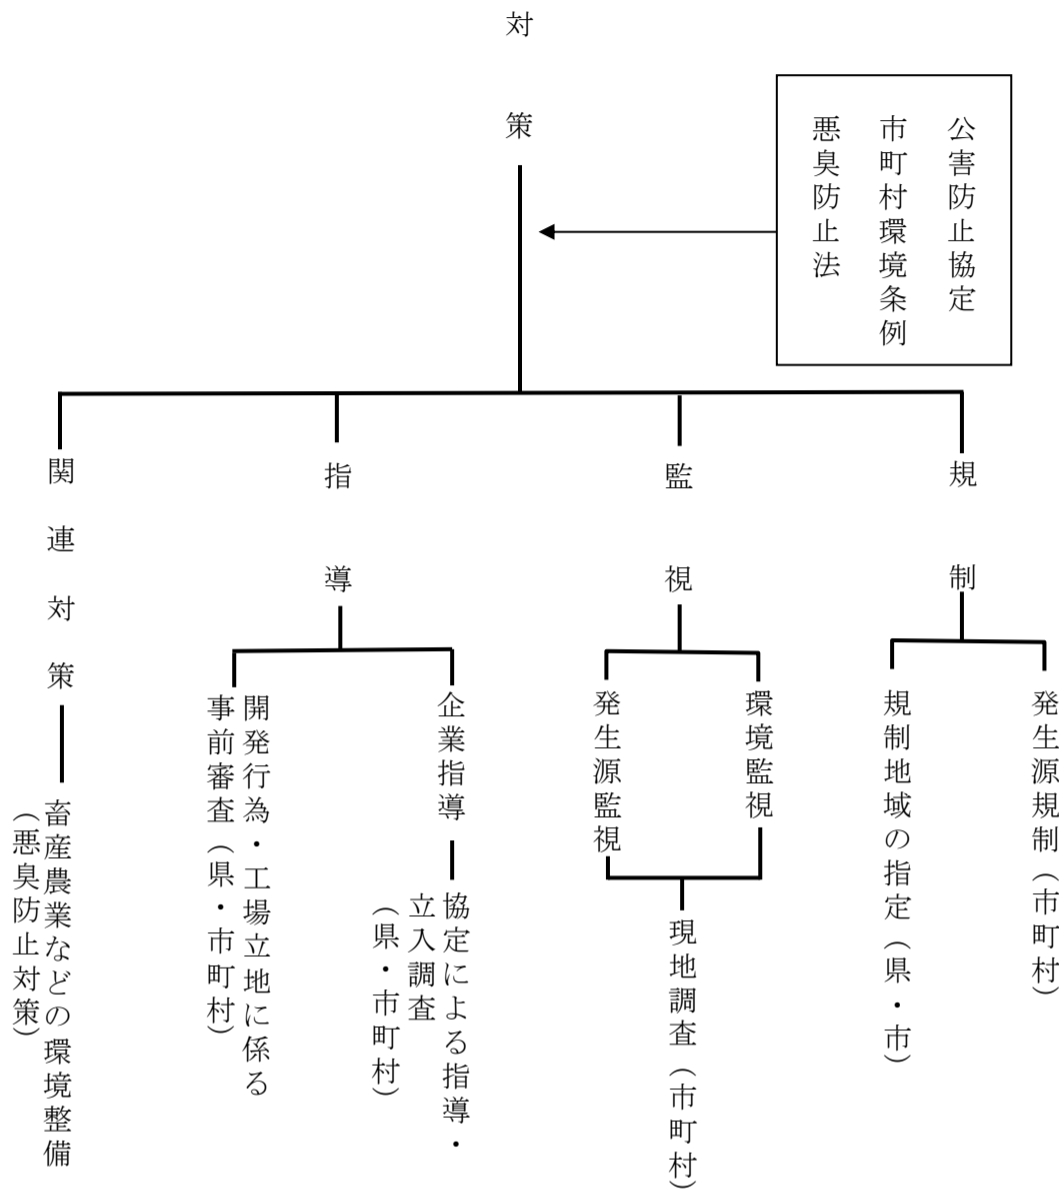 対策
公害防止協定
市町村環境条例
悪臭防止法
規制
発生源規制（市町村）
規制地域の指定（県・市）
監視
環境監視
発生源監視
現地調査（市町村）
指導
企業指導
協定による指導・
立入調査
（県・市町村）
開発行為・工場立地に係る
事前審査（県・市町村）
関連対策
畜産農業などの環境整備
（悪臭防止対策）